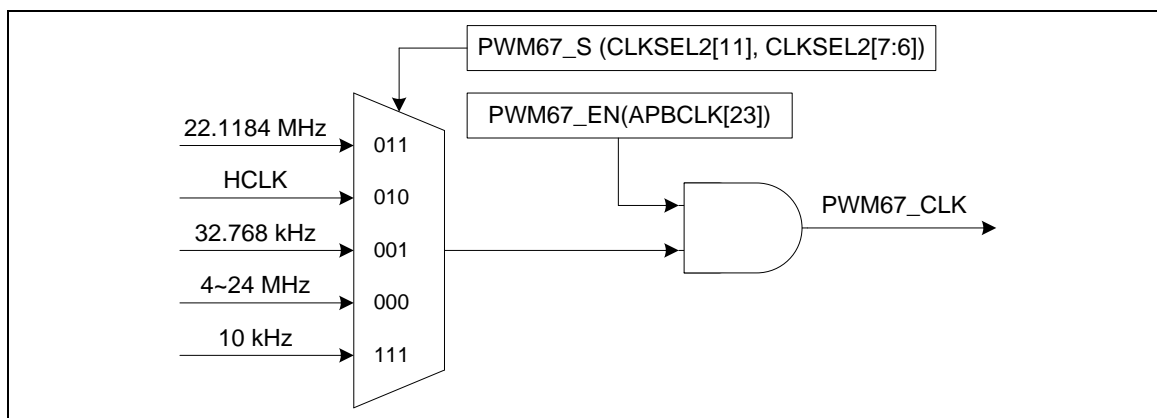 PWM67_S (CLKSEL2[11], CLKSEL2[7:6])
PWM67_EN(APBCLK[23])
22.1184 MHz
011
HCLK
010
32.768 kHz
001
4~24 MHz
000
10 kHz
111
PWM67_CLK